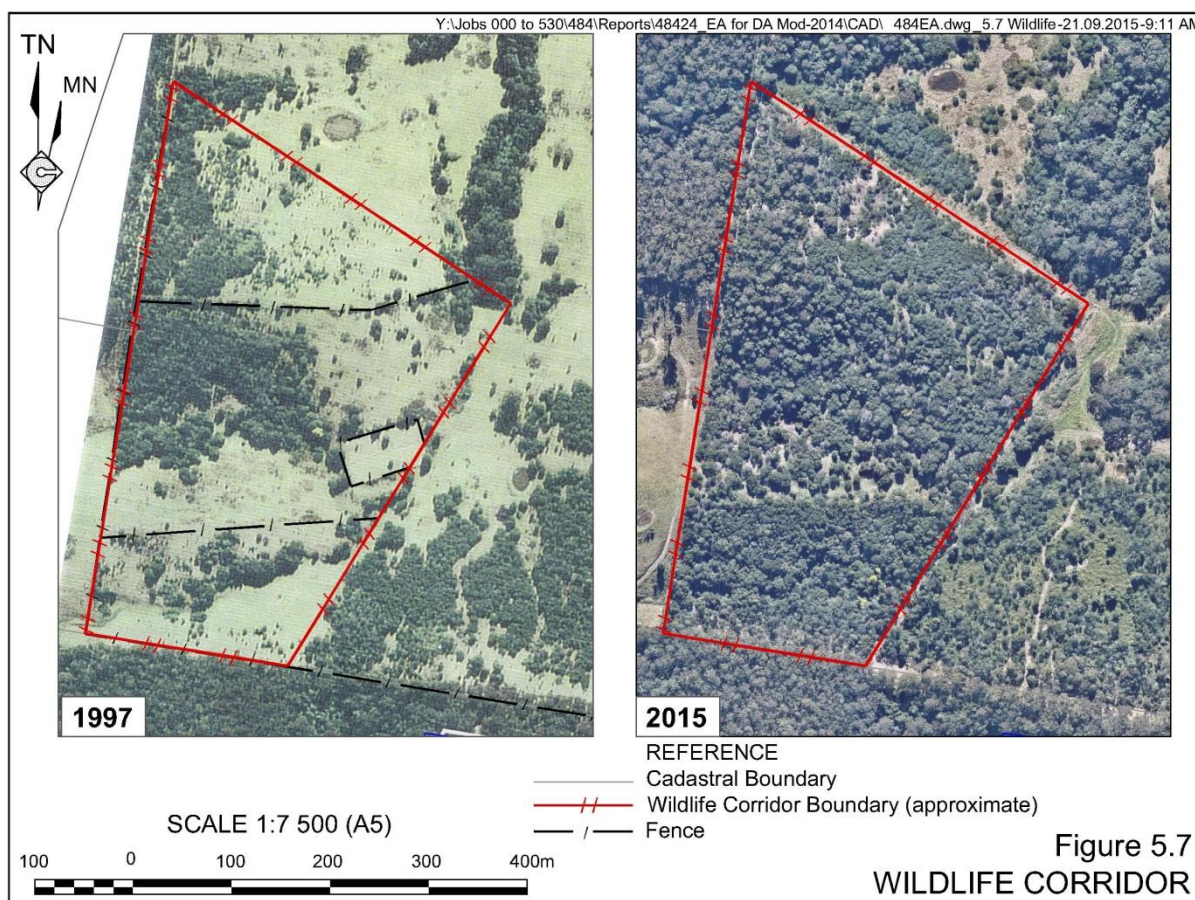 Y:\Jobs 000 to 530\484\Reports\48424_EA for DA Mod-2014\CAD\ 484EA.dwg_5.7 Wildlife-21.09.2015-9:11 AM
TN
MN
1997
2015
REFERENCE
Cadastral Boundary
Wildlife Corridor Boundary (approximate)
Fence
SCALE 1:7 500 (A5)
100 0 100 200 300 400m
Figure 5.7
WILDLIFE CORRIDOR